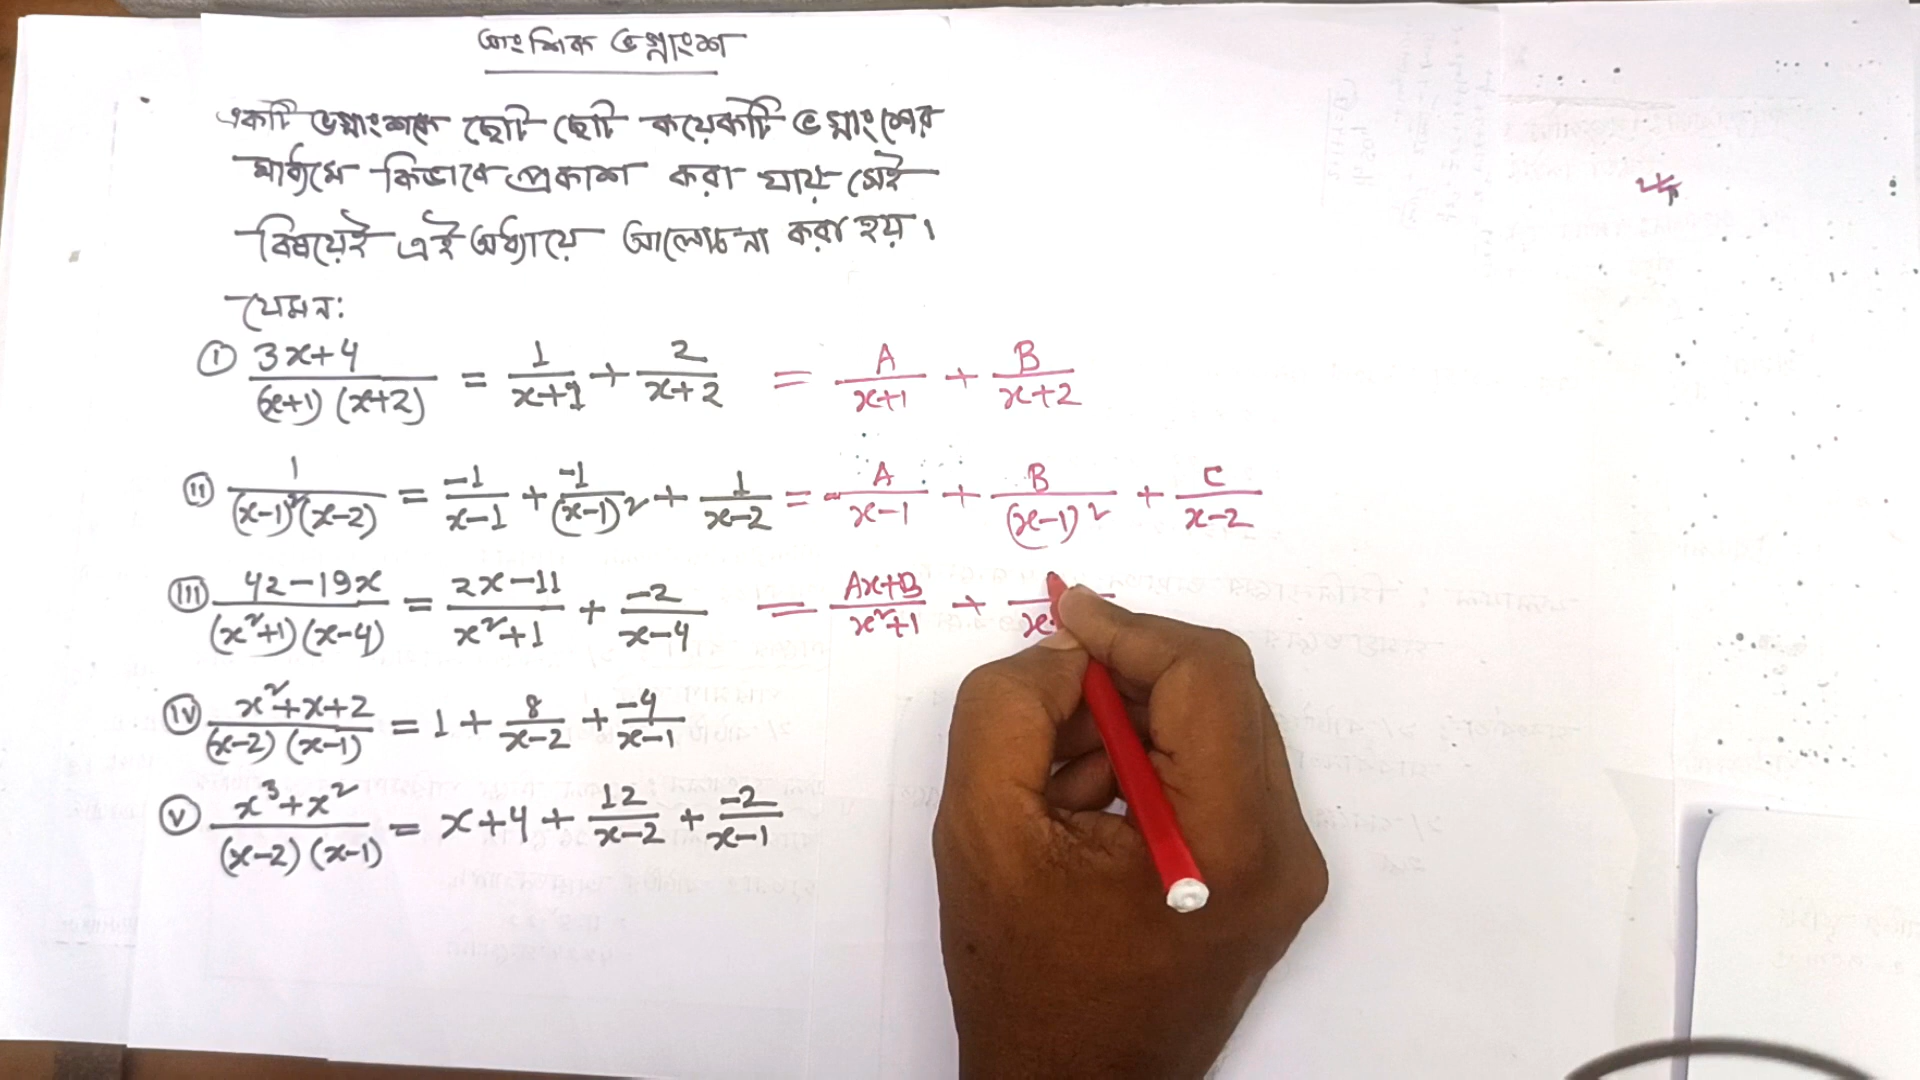 আংশিক ভগ্নাংশ
একটি ভগ্নাংশকে ছোট ছোট কয়েকটি ভগ্নাংশের
মাধ্যমে কিভাবে প্রকাশ করা যায় সেই
বিষয়েই এই অধ্যায়ে আলোচনা করা হয়।
যেমন:
(i) (3x+4)/((x+1)(x+2)) = 1/(x+1) + 2/(x+2) = A/(x+1) + B/(x+2)
(ii) 1/((x-1)²(x-2)) = -1/(x-1) + -1/(x-1)² + 1/(x-2) = A/(x-1) + B/(x-1)² + C/(x-2)
(iii) (42-19x)/((x²+1)(x-4)) = (2x-11)/(x²+1) + -2/(x-4) = (Ax+B)/(x²+1) +
(iv) (x²+x+2)/((x-2)(x-1)) = 1 + 8/(x-2) + -4/(x-1)
(v) (x³+x²)/((x-2)(x-1)) = x+4 + 12/(x-2) + -2/(x-1)